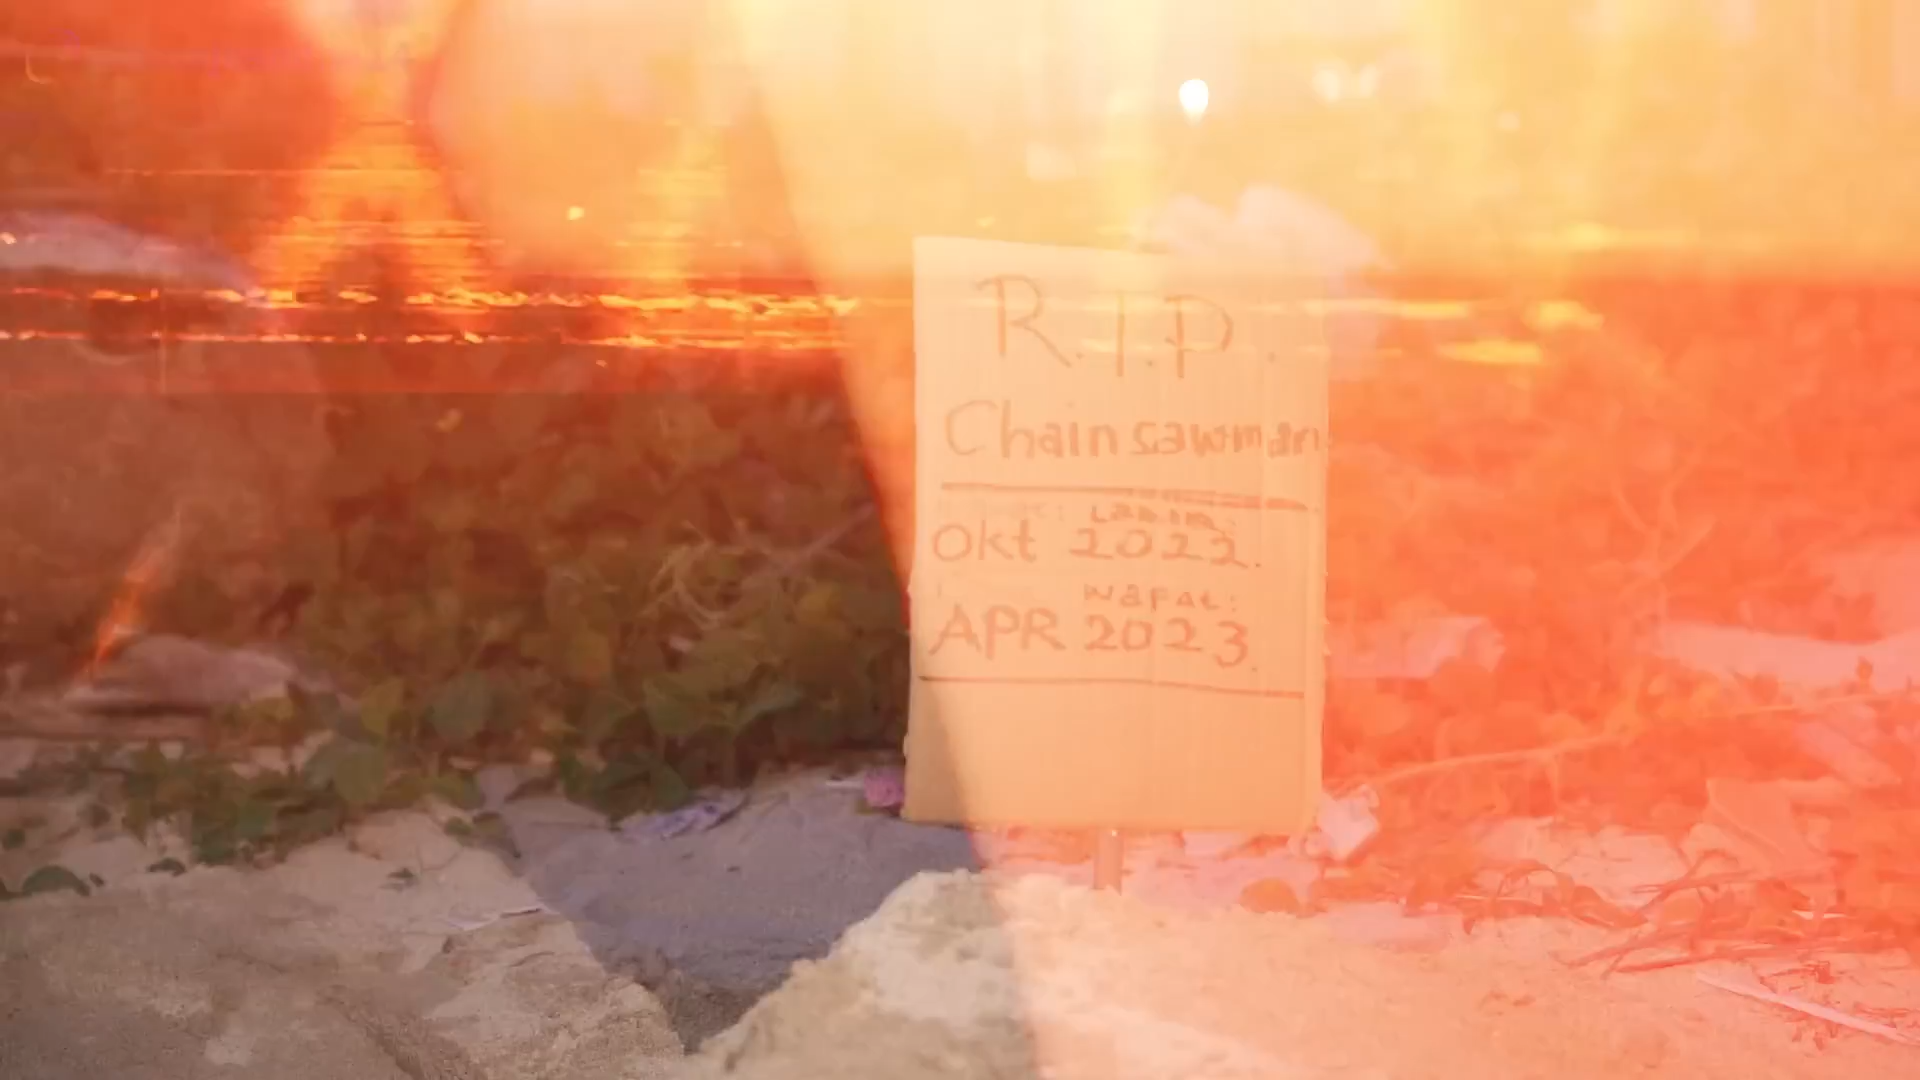 R.I.P.
Chainsawman
Lahir:
Okt 2022.
Wafat:
APR 2023.